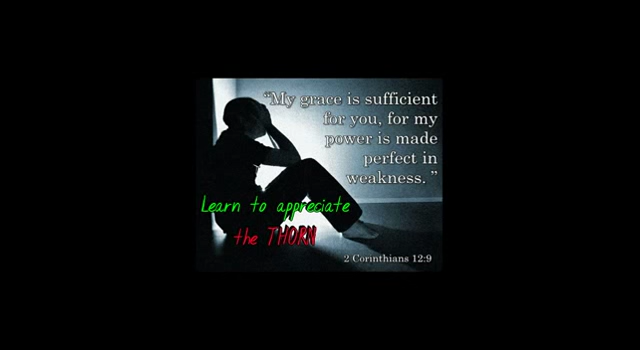 “My grace is sufficient
for you, for my
power is made
perfect in
weakness.”
Learn to appreciate
the THORN
2 Corinthians 12:9